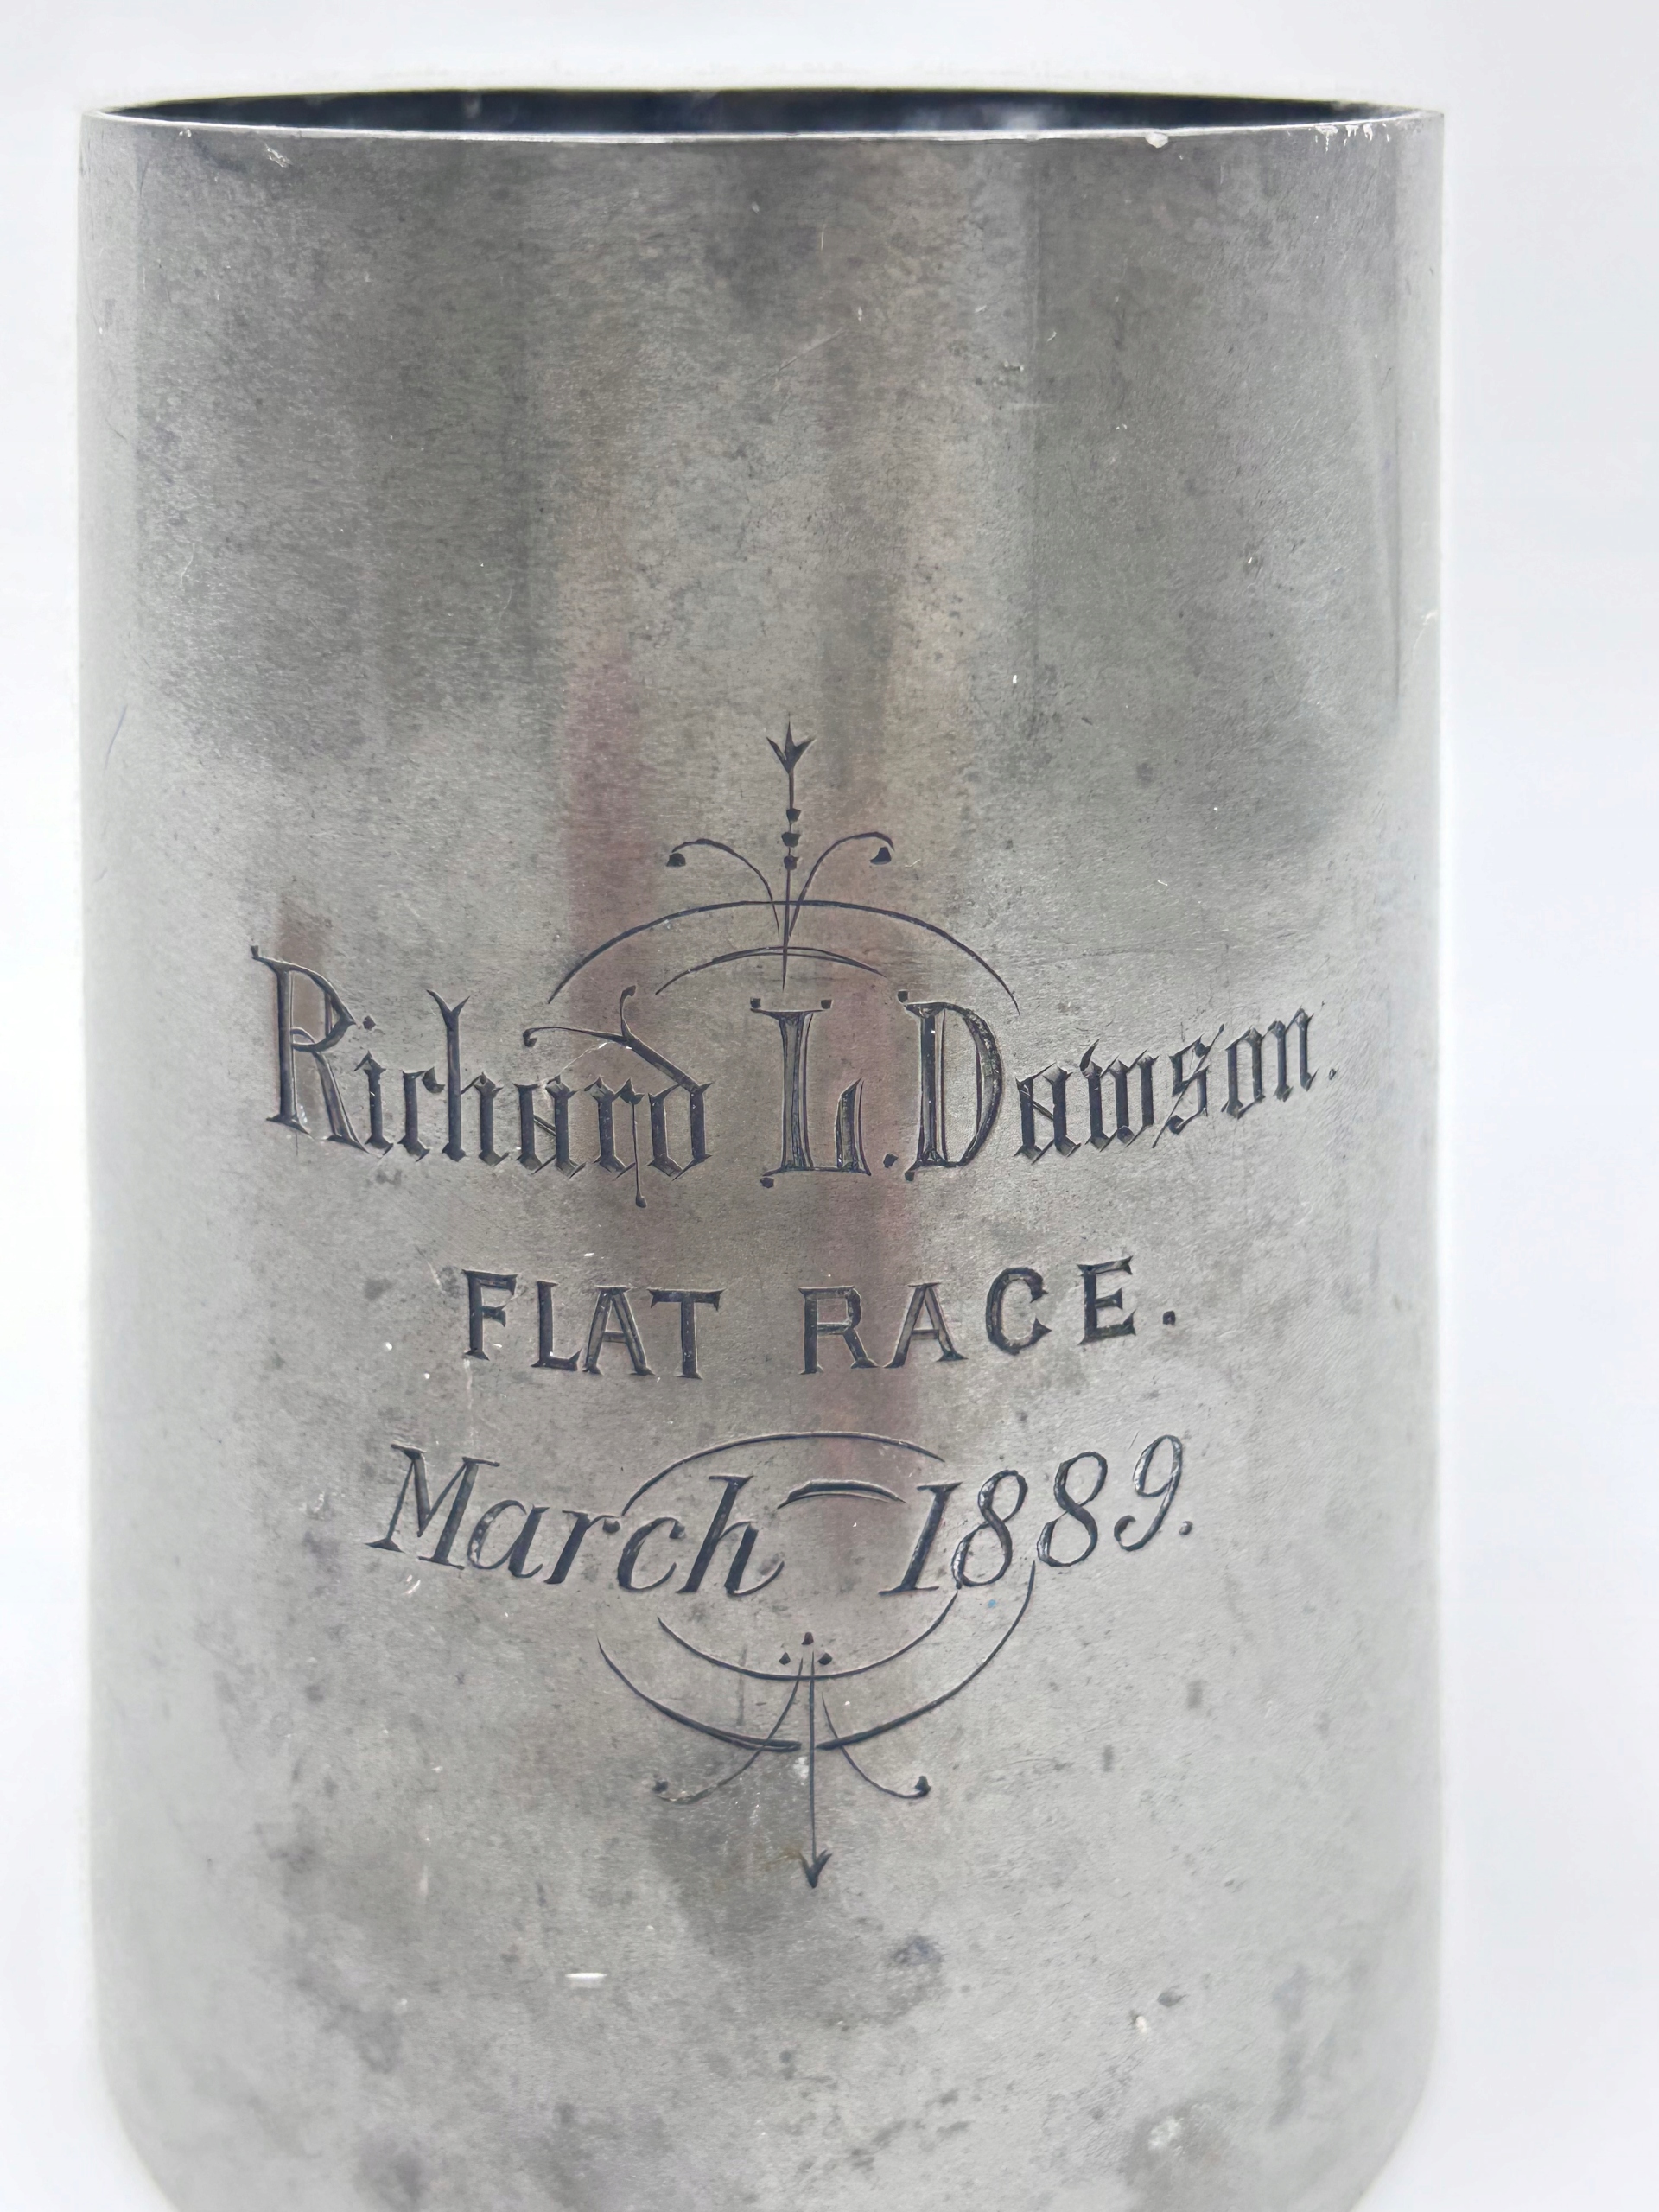 Richard L. Dawson.
FLAT RACE.
March 1889.